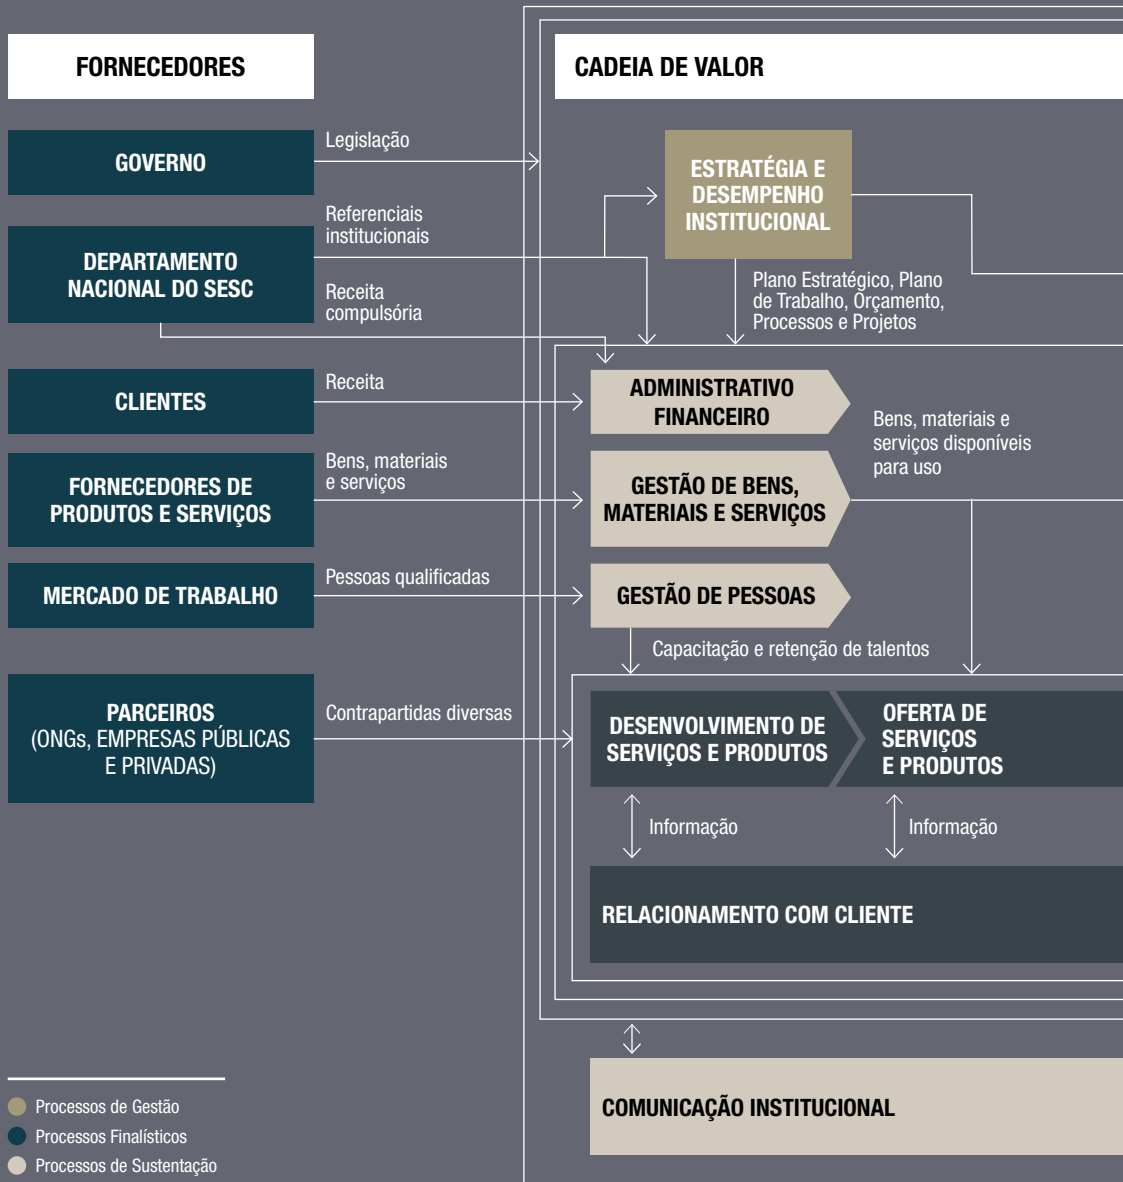 FORNECEDORES
GOVERNO
Legislação
DEPARTAMENTO
NACIONAL DO SESC
Referenciais
institucionais
Receita
compulsória
CLIENTES
Receita
FORNECEDORES DE
PRODUTOS E SERVIÇOS
Bens, materiais
e serviços
MERCADO DE TRABALHO
Pessoas qualificadas
PARCEIROS
(ONGs, EMPRESAS PÚBLICAS
E PRIVADAS)
Contrapartidas diversas
CADEIA DE VALOR
ESTRATÉGIA E
DESEMPENHO
INSTITUCIONAL
Plano Estratégico, Plano
de Trabalho, Orçamento,
Processos e Projetos
ADMINISTRATIVO
FINANCEIRO
GESTÃO DE BENS,
MATERIAIS E SERVIÇOS
Bens, materiais e
serviços disponíveis
para uso
GESTÃO DE PESSOAS
Capacitação e retenção de talentos
DESENVOLVIMENTO DE
SERVIÇOS E PRODUTOS
OFERTA DE
SERVIÇOS
E PRODUTOS
Informação
Informação
RELACIONAMENTO COM CLIENTE
COMUNICAÇÃO INSTITUCIONAL
Processos de Gestão
Processos Finalísticos
Processos de Sustentação